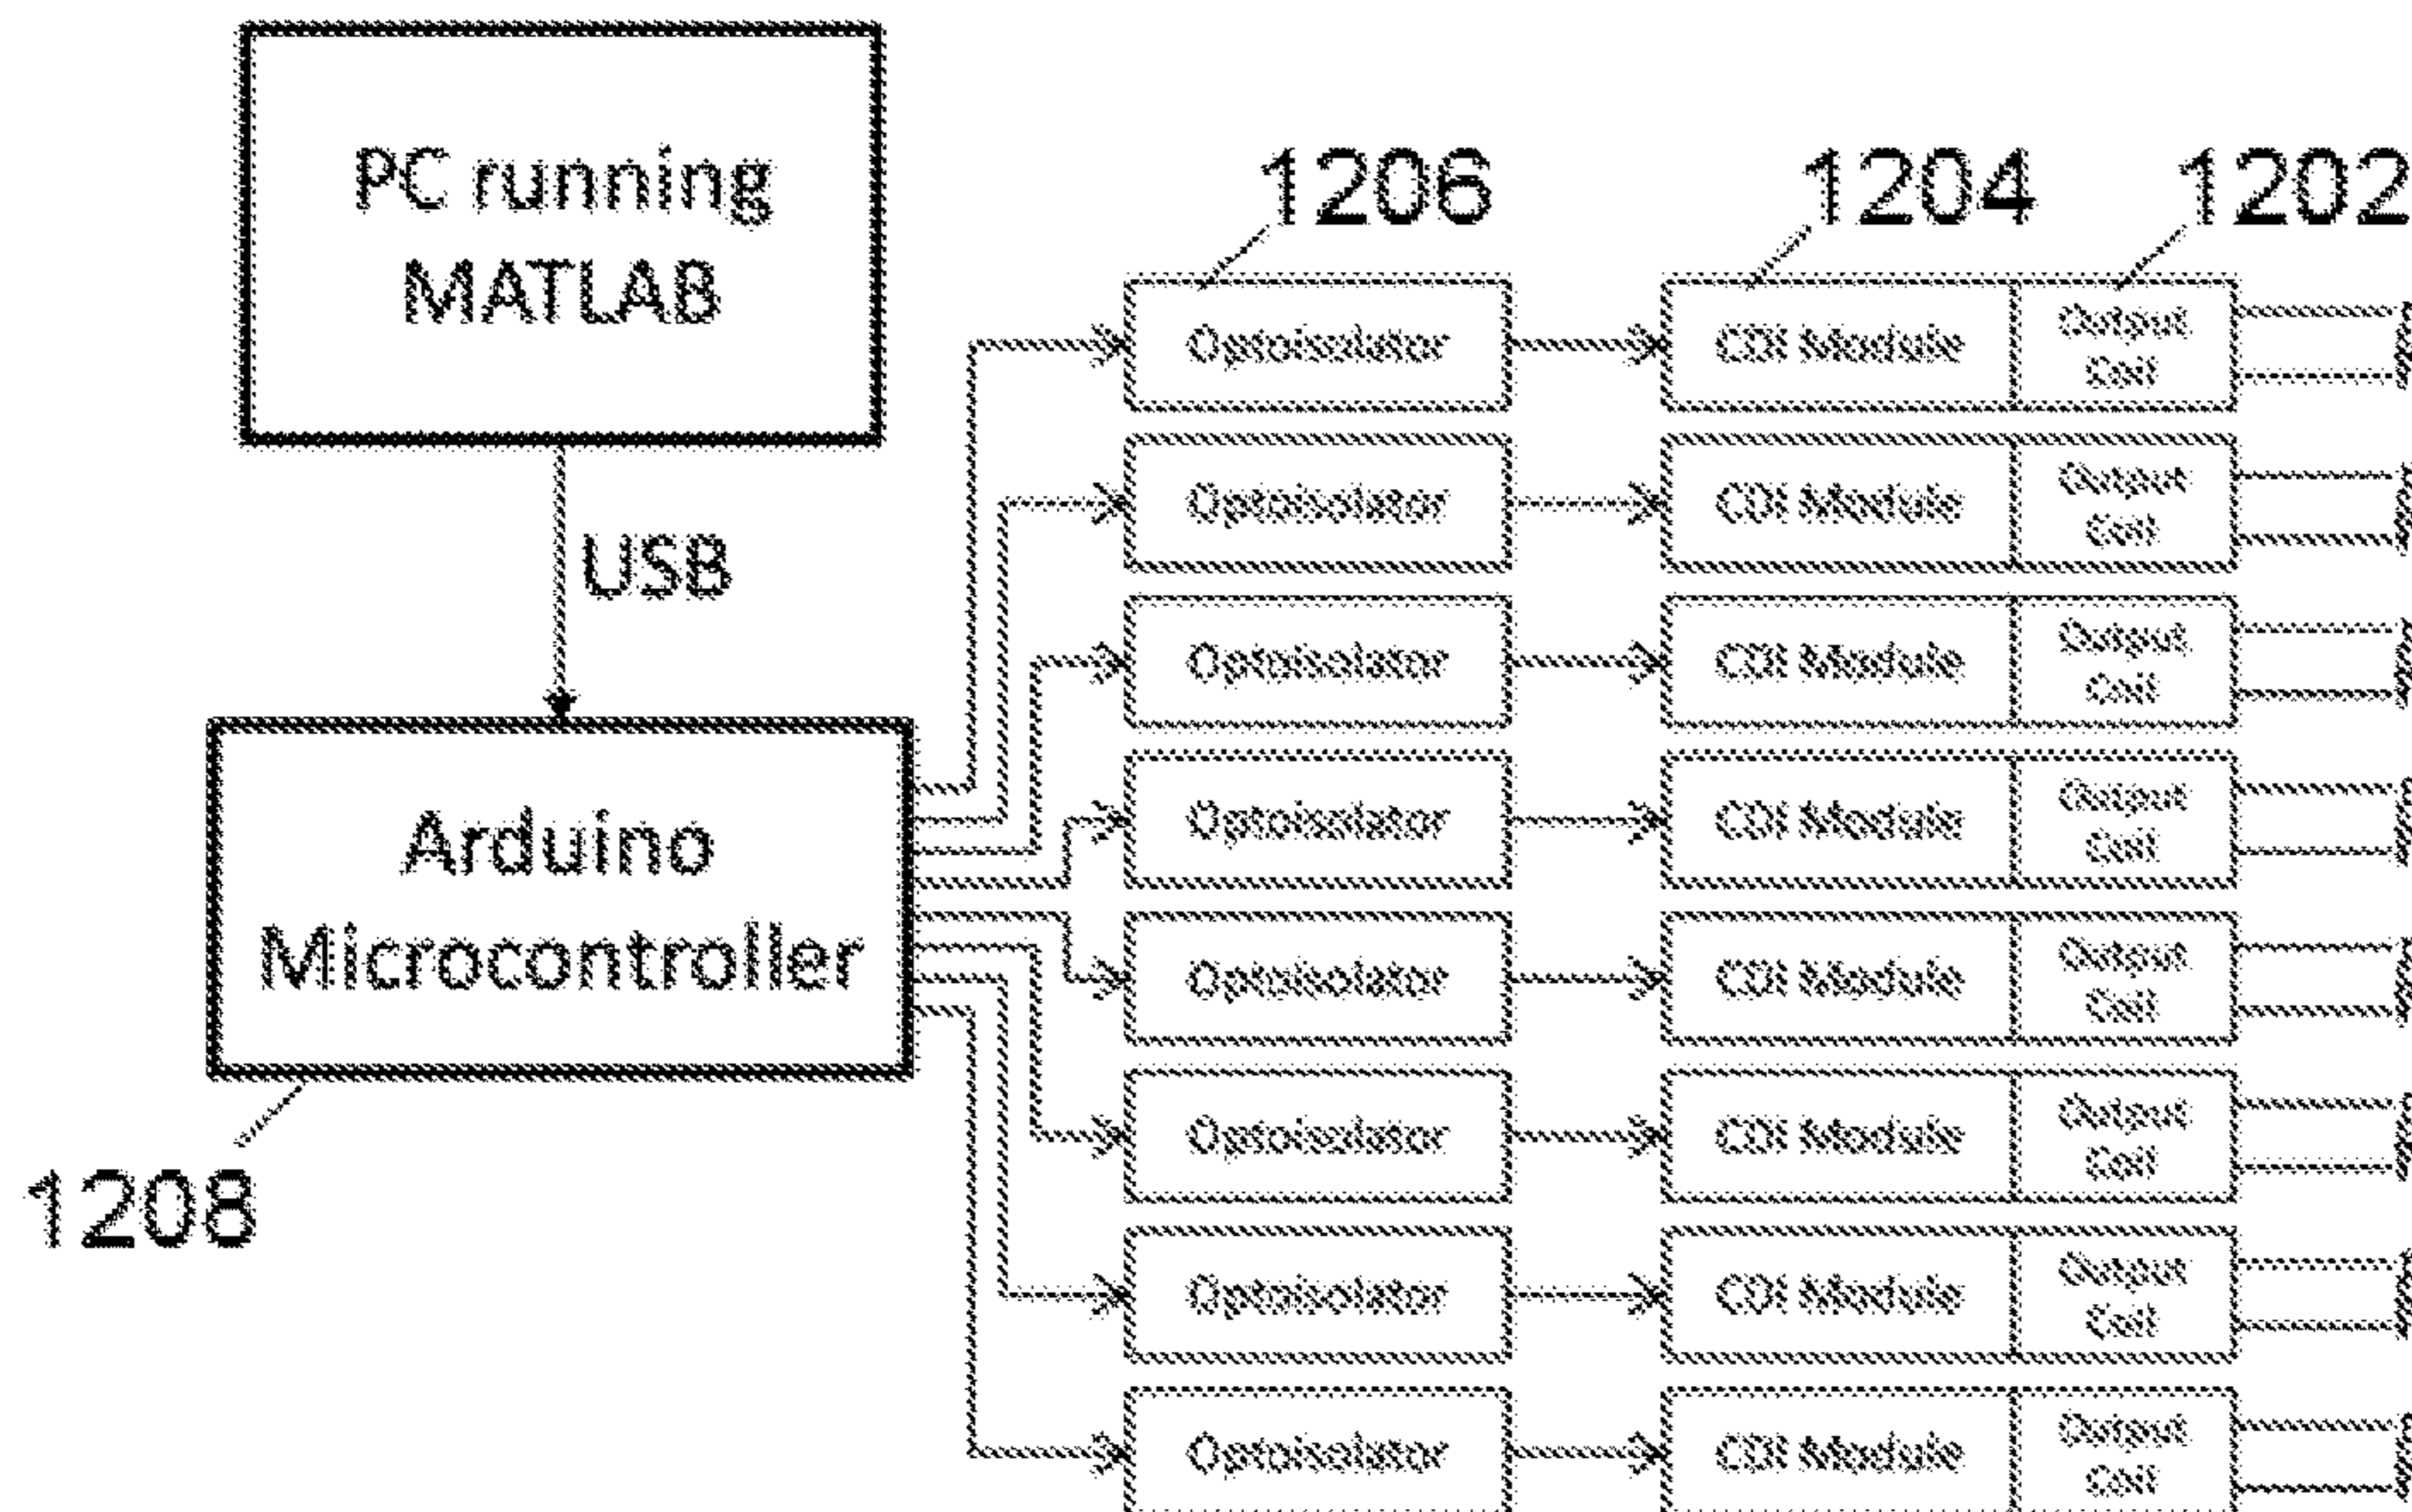 PC running
MATLAB
1206
1204
1202
USB
Optoisolator
CDI Module
Output
Coil
Optoisolator
CDI Module
Output
Coil
Optoisolator
CDI Module
Output
Coil
Arduino
Microcontroller
Optoisolator
CDI Module
Output
Coil
Optoisolator
CDI Module
Output
Coil
Optoisolator
CDI Module
Output
Coil
1208
Optoisolator
CDI Module
Output
Coil
Optoisolator
CDI Module
Output
Coil